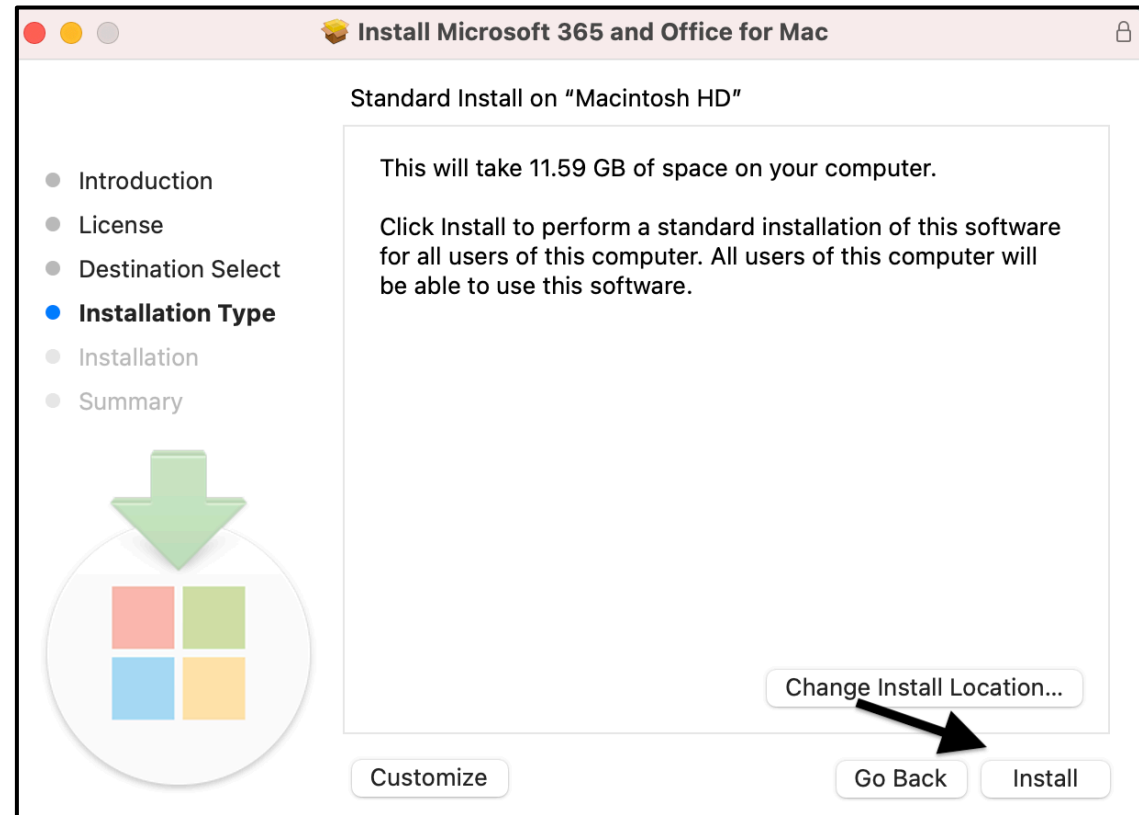 Install Microsoft 365 and Office for Mac
Standard Install on “Macintosh HD”
Introduction
License
Destination Select
Installation Type
Installation
Summary
This will take 11.59 GB of space on your computer.
Click Install to perform a standard installation of this software
for all users of this computer. All users of this computer will
be able to use this software.
Change Install Location...
Customize
Go Back
Install